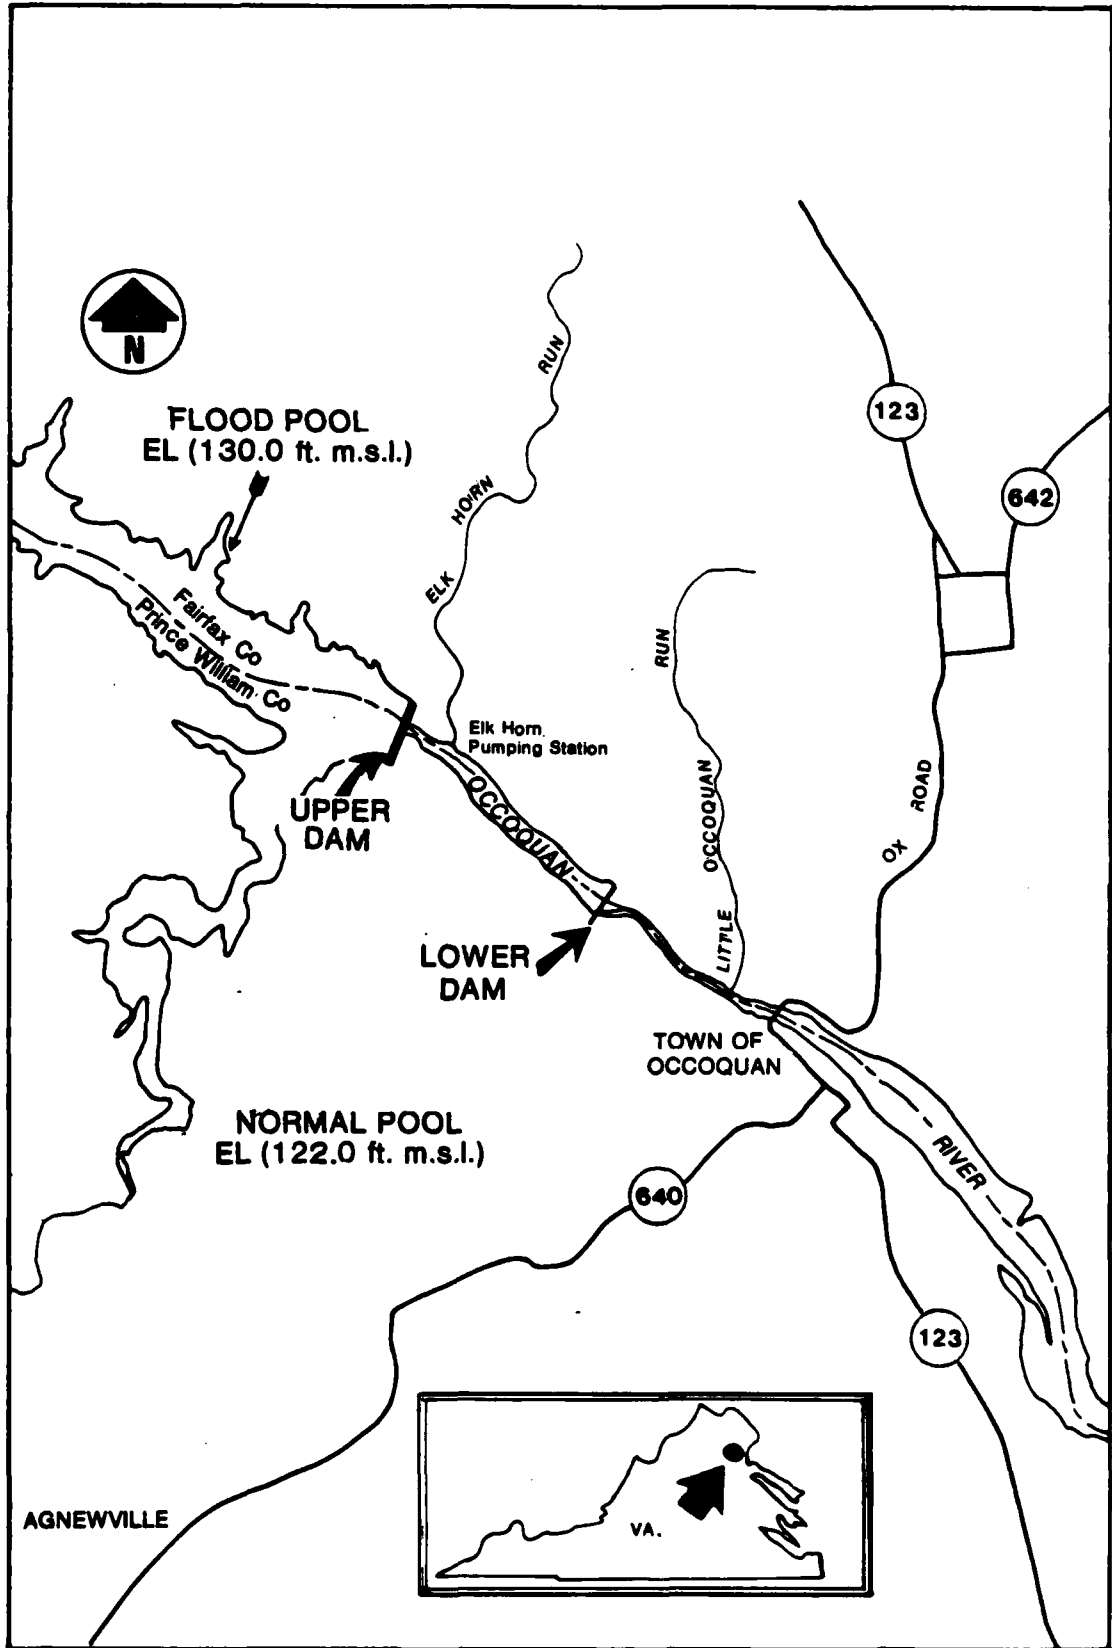 123
N
FLOOD POOL
EL (130.0 ft. m.s.l.)
642
ELK HORN RUN
Fairfax Co
Prince William Co
LITTLE OCCOQUAN RUN
Elk Horn
Pumping Station
OX ROAD
UPPER
DAM
OCCOQUAN
RIVER
LOWER
DAM
TOWN OF
OCCOQUAN
NORMAL POOL
EL (122.0 ft. m.s.l.)
640
123
AGNEWVILLE
VA.